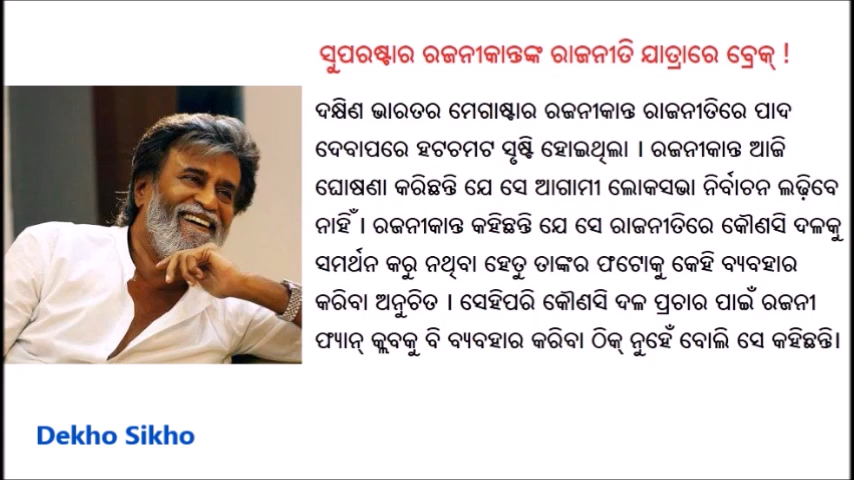 ସୁପରଷ୍ଟାର ରଜନୀକାନ୍ତଙ୍କ ରାଜନୀତି ଯାତ୍ରାରେ ବ୍ରେକ୍ !
ଦକ୍ଷିଣ ଭାରତର ମେଗାଷ୍ଟାର ରଜନୀକାନ୍ତ ରାଜନୀତିରେ ପାଦ
ଦେବାପରେ ହଟଚମଟ ସୃଷ୍ଟି ହୋଇଥିଲା । ରଜନୀକାନ୍ତ ଆଜି
ଘୋଷଣା କରିଛନ୍ତି ଯେ ସେ ଆଗାମୀ ଲୋକସଭା ନିର୍ବାଚନ ଲଢ଼ିବେ
ନାହିଁ । ରଜନୀକାନ୍ତ କହିଛନ୍ତି ଯେ ସେ ରାଜନୀତିରେ କୌଣସି ଦଳକୁ
ସମର୍ଥନ କରୁ ନଥିବା ହେତୁ ତାଙ୍କର ଫଟୋକୁ କେହି ବ୍ୟବହାର
କରିବା ଅନୁଚିତ । ସେହିପରି କୌଣସି ଦଳ ପ୍ରଚାର ପାଇଁ ରଜନୀ
ଫ୍ୟାନ୍ କ୍ଲବକୁ ବି ବ୍ୟବହାର କରିବା ଠିକ୍ ନୁହେଁ ବୋଲି ସେ କହିଛନ୍ତି।
Dekho Sikho